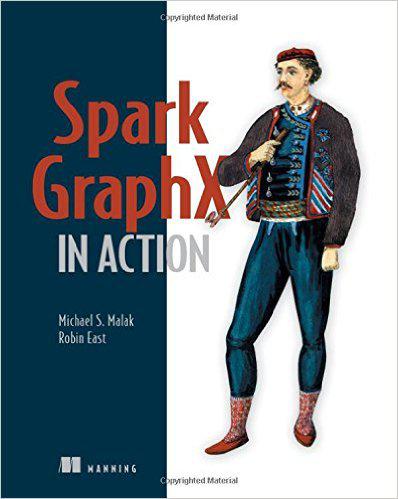 Copyrighted Material
Spark
GraphX
IN ACTION
Michael S. Malak
Robin East
MANNING
Copyrighted Material